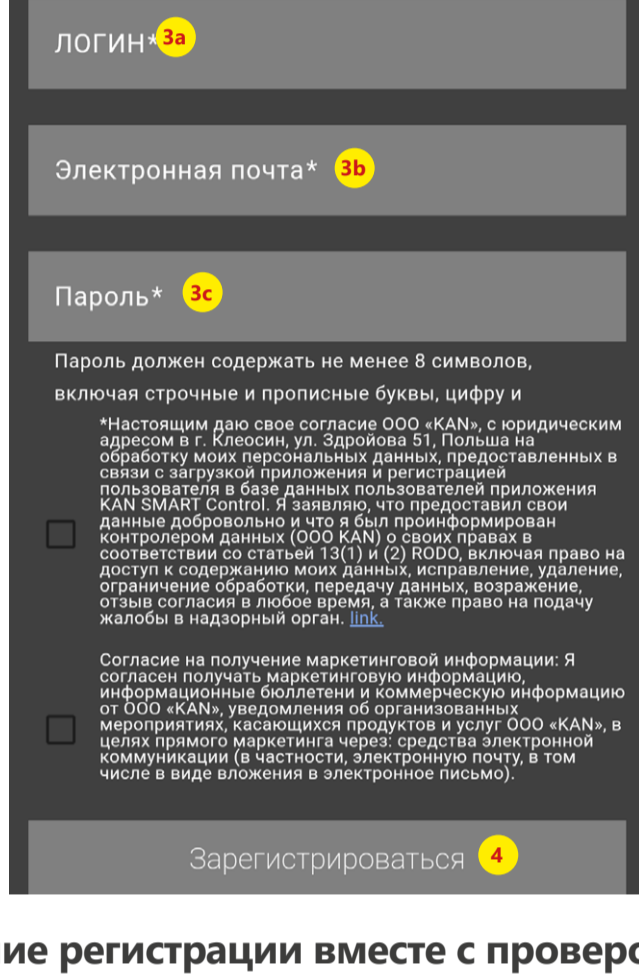 ЛОГИН* 3a
Электронная почта* 3b
Пароль* 3c
Пароль должен содержать не менее 8 символов,
включая строчные и прописные буквы, цифру и
*Настоящим даю свое согласие ООО «KAN», с юридическим
адресом в г. Клеосин, ул. Здройова 51, Польша на
обработку моих персональных данных, предоставленных в
связи с загрузкой приложения и регистрацией
пользователя в базе данных пользователей приложения
KAN SMART Control. Я заявляю, что предоставил свои
данные добровольно и что я был проинформирован
контролером данных (ООО KAN) о своих правах в
соответствии со статьей 13(1) и (2) RODO, включая право на
доступ к содержанию моих данных, исправление, удаление,
ограничение обработки, передачу данных, возражение,
отзыв согласия в любое время, а также право на подачу
жалобы в надзорный орган. link.
Согласие на получение маркетинговой информации: Я
согласен получать маркетинговую информацию,
информационные бюллетени и коммерческую информацию
от ООО «KAN», уведомления об организованных
мероприятиях, касающихся продуктов и услуг ООО «KAN», в
целях прямого маркетинга через: средства электронной
коммуникации (в частности, электронную почту, в том
числе в виде вложения в электронное письмо).
Зарегистрироваться 4
ие регистрации вместе с провер